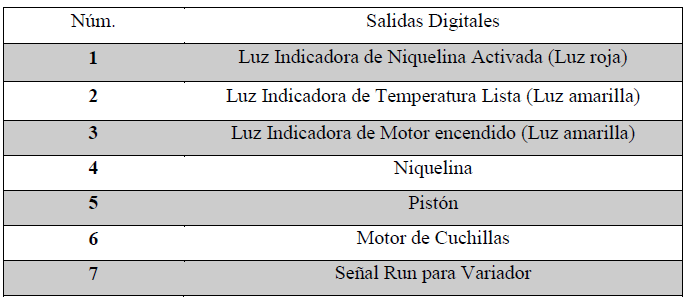 Núm. Salidas Digitales
1 Luz Indicadora de Niquelina Activada (Luz roja)
2 Luz Indicadora de Temperatura Lista (Luz amarilla)
3 Luz Indicadora de Motor encendido (Luz amarilla)
4 Niquelina
5 Pistón
6 Motor de Cuchillas
7 Señal Run para Variador